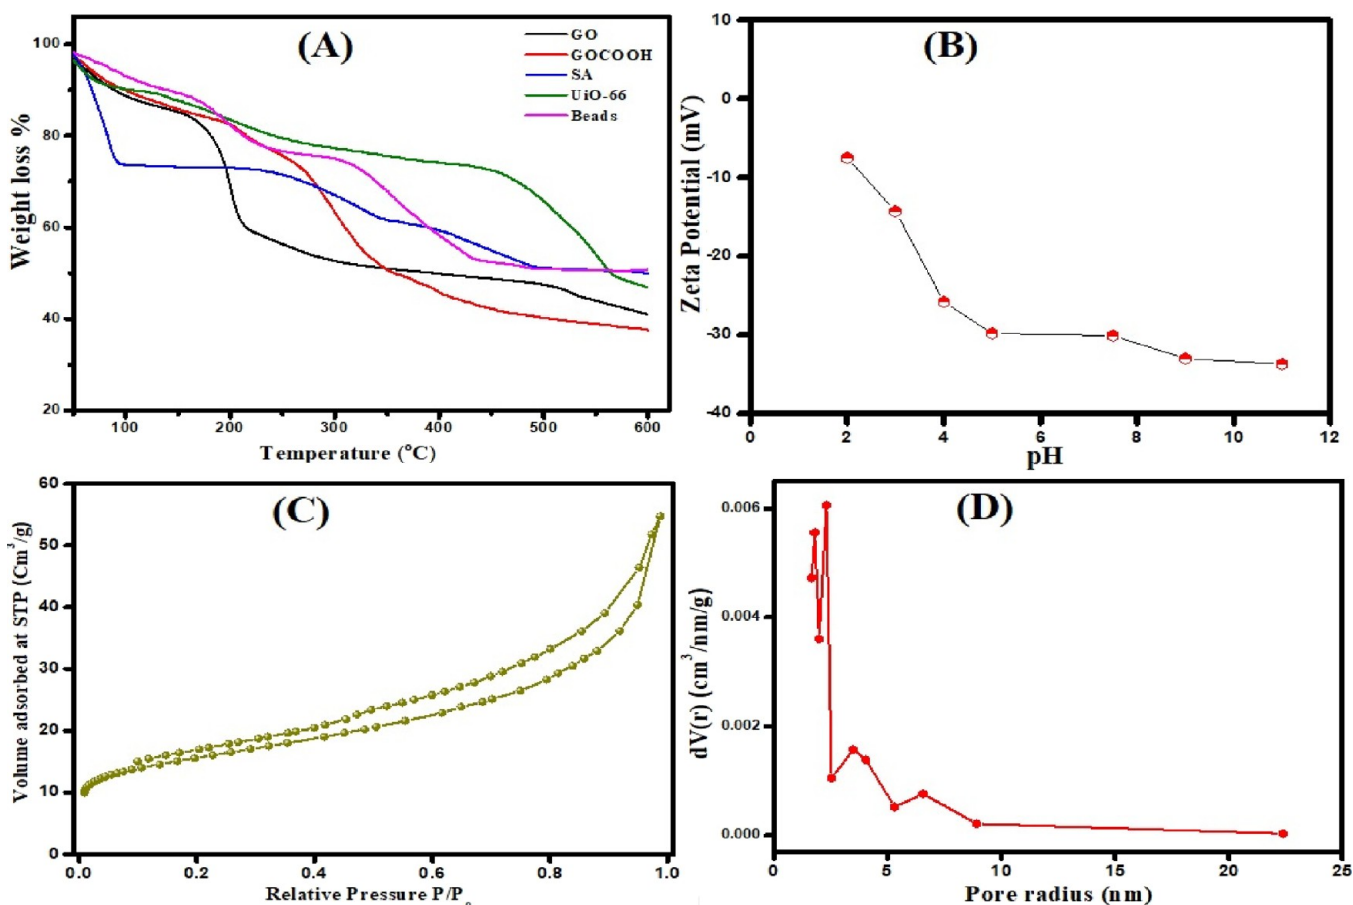 (A)
GO
GOCOOH
SA
UiO-66
Beads
100
80
60
40
20
Weight loss %
100
200
300
400
500
600
Temperature (°C)
(B)
10
0
-10
-20
-30
-40
Zeta Potential (mV)
0
2
4
6
8
10
12
pH
(C)
60
50
40
30
20
10
0
Volume adsorbed at STP (Cm³/g)
0.0
0.2
0.4
0.6
0.8
1.0
Relative Pressure P/P₀
(D)
0.006
0.004
0.002
0.000
dV(r) (cm³/nm/g)
0
5
10
15
20
25
Pore radius (nm)